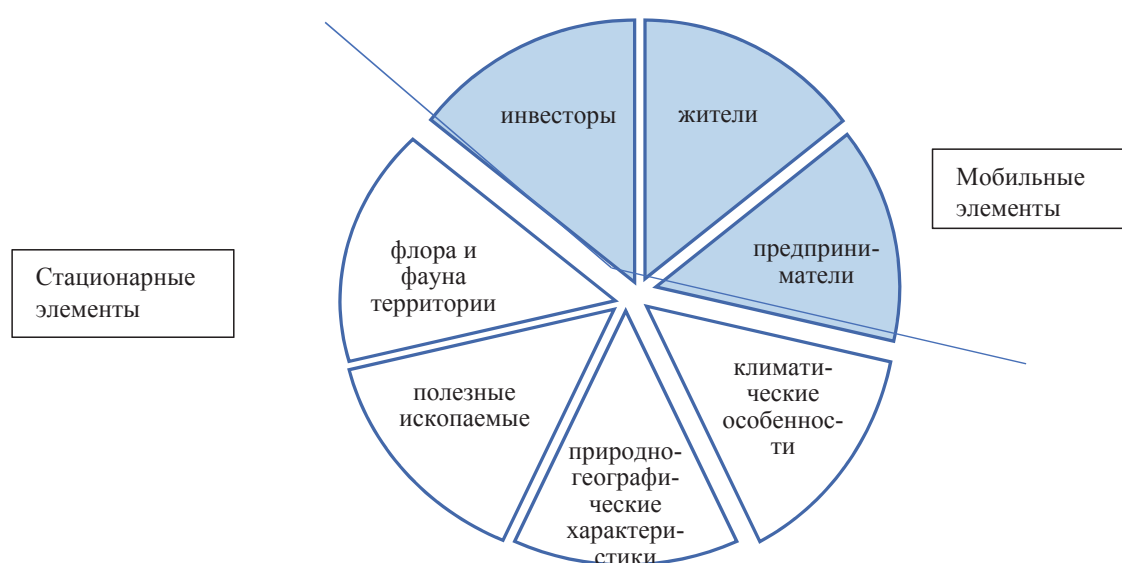 инвесторы
жители
Мобильные
элементы
предприни-
матели
флора и
фауна
территории
Стационарные
элементы
климати-
ческие
особеннос-
ти
полезные
ископаемые
природно-
географи-
ческие
характери-
стики